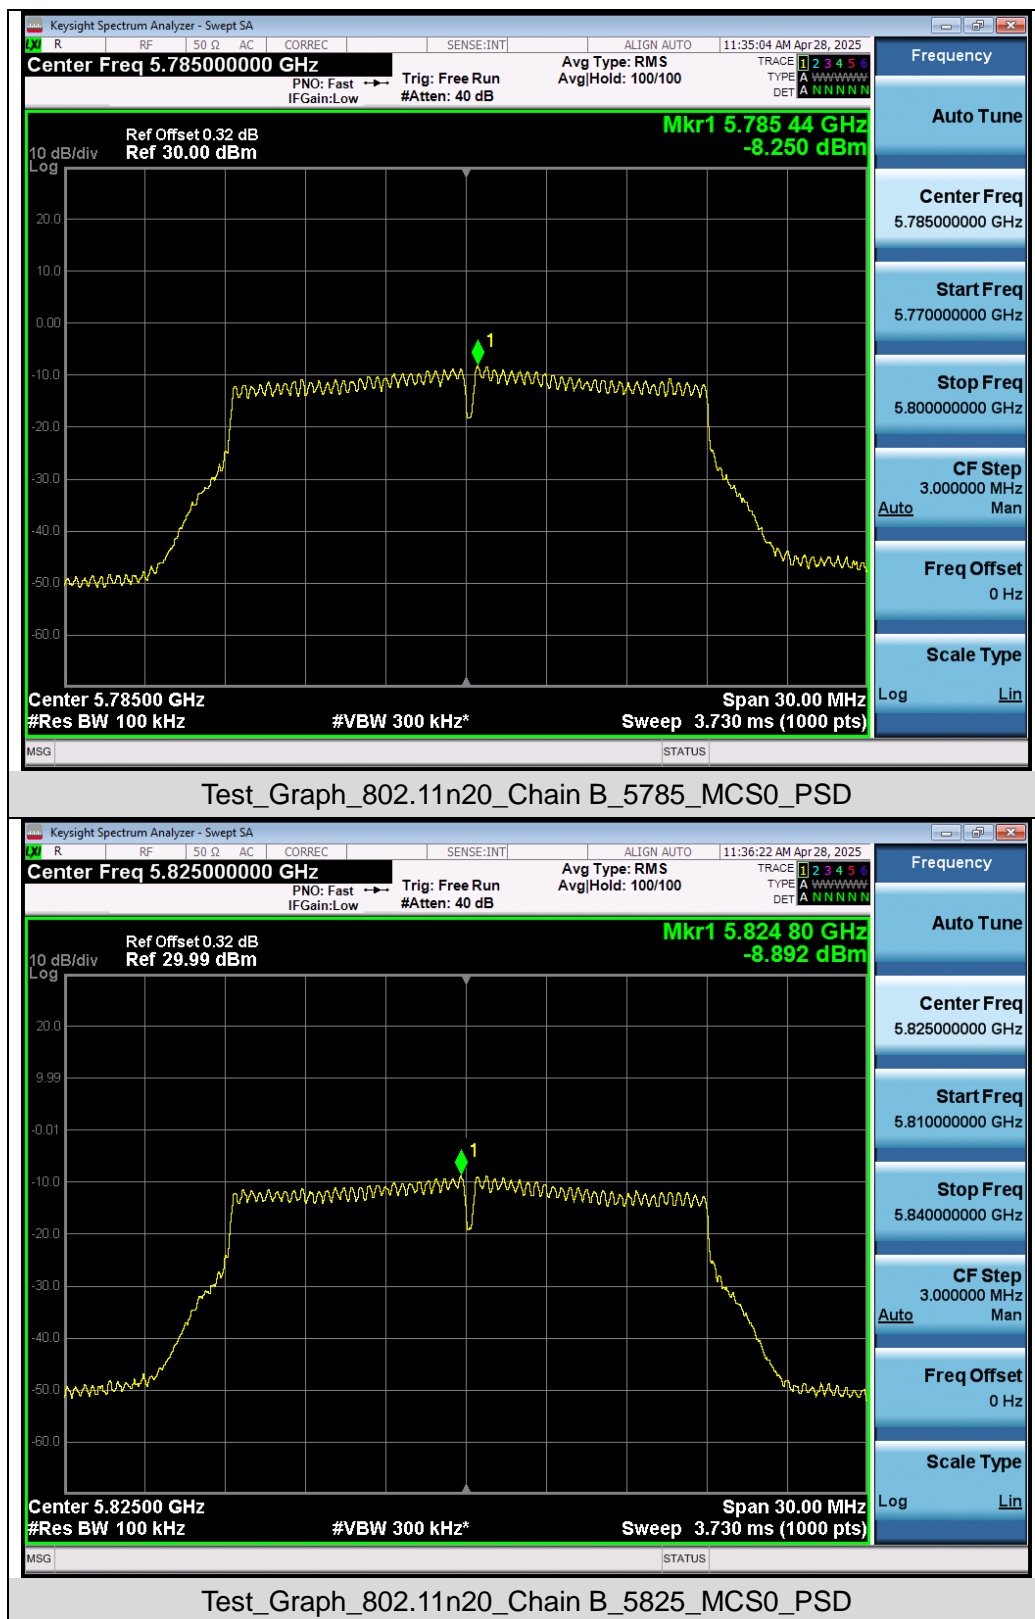 Keysight Spectrum Analyzer - Swept SA
LXI R RF 50 Ω AC CORREC SENSE:INT ALIGN AUTO 11:35:04 AM Apr 28, 2025
Center Freq 5.785000000 GHz
PNO: Fast
IFGain:Low
Trig: Free Run
#Atten: 40 dB
Avg Type: RMS
Avg|Hold: 100/100
TRACE 1 2 3 4 5 6
TYPE A WWWWW
DET A N N N N N
Frequency
Auto Tune
Center Freq
5.785000000 GHz
Start Freq
5.770000000 GHz
Stop Freq
5.800000000 GHz
CF Step
3.000000 MHz
Auto Man
Freq Offset
0 Hz
Scale Type
Log Lin
Ref Offset 0.32 dB
10 dB/div Ref 30.00 dBm
Log
Mkr1 5.785 44 GHz
-8.250 dBm
1
20.0
10.0
0.00
-10.0
-20.0
-30.0
-40.0
-50.0
-60.0
Center 5.78500 GHz Span 30.00 MHz
#Res BW 100 kHz #VBW 300 kHz* Sweep 3.730 ms (1000 pts)
MSG STATUS
Test_Graph_802.11n20_Chain B_5785_MCS0_PSD
Keysight Spectrum Analyzer - Swept SA
LXI R RF 50 Ω AC CORREC SENSE:INT ALIGN AUTO 11:36:22 AM Apr 28, 2025
Center Freq 5.825000000 GHz
PNO: Fast
IFGain:Low
Trig: Free Run
#Atten: 40 dB
Avg Type: RMS
Avg|Hold: 100/100
TRACE 1 2 3 4 5 6
TYPE A WWWWW
DET A N N N N N
Frequency
Auto Tune
Center Freq
5.825000000 GHz
Start Freq
5.810000000 GHz
Stop Freq
5.840000000 GHz
CF Step
3.000000 MHz
Auto Man
Freq Offset
0 Hz
Scale Type
Log Lin
Ref Offset 0.32 dB
10 dB/div Ref 29.99 dBm
Log
Mkr1 5.824 80 GHz
-8.892 dBm
1
20.0
9.99
-0.01
-10.0
-20.0
-30.0
-40.0
-50.0
-60.0
Center 5.82500 GHz Span 30.00 MHz
#Res BW 100 kHz #VBW 300 kHz* Sweep 3.730 ms (1000 pts)
MSG STATUS
Test_Graph_802.11n20_Chain B_5825_MCS0_PSD